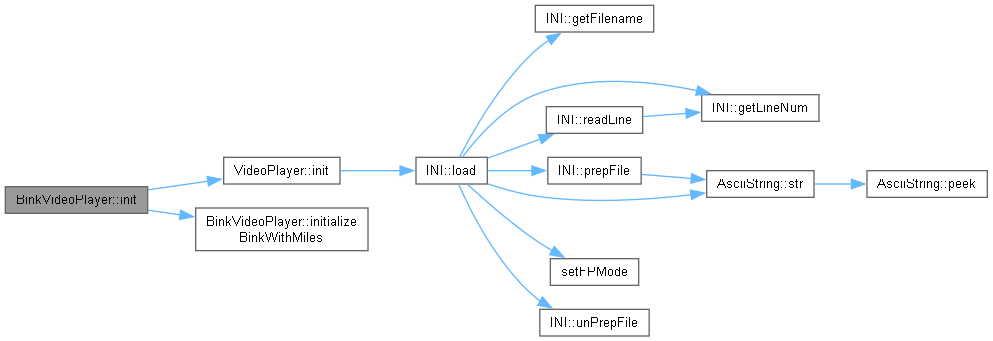 BinkVideoPlayer::init
VideoPlayer::init
BinkVideoPlayer::initialize
BinkWithMiles
INI::load
INI::getFilename
INI::readLine
INI::getLineNum
INI::prepFile
AsciiString::str
AsciiString::peek
setFPMode
INI::unPrepFile